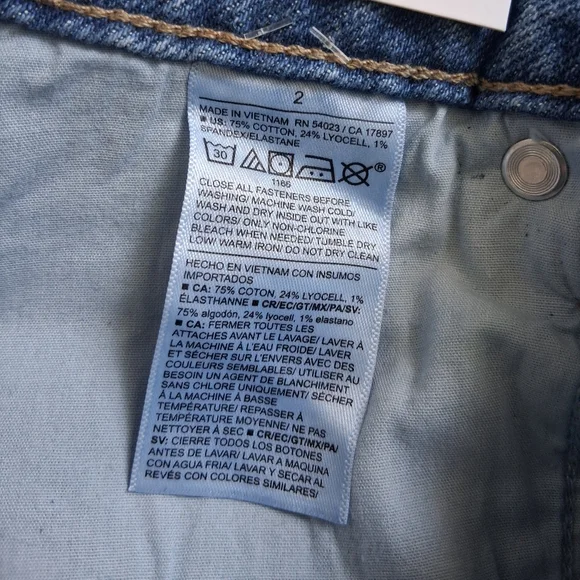 2
MADE IN VIETNAM RN 54023 / CA 17897
■ US: 75% COTTON, 24% LYOCELL, 1%
SPANDEX/ELASTANE
30 ®
1166
CLOSE ALL FASTENERS BEFORE
WASHING/ MACHINE WASH COLD/
WASH AND DRY INSIDE OUT WITH LIKE
COLORS/ ONLY NON-CHLORINE
BLEACH WHEN NEEDED/ TUMBLE DRY
LOW/ WARM IRON/ DO NOT DRY CLEAN
HECHO EN VIETNAM CON INSUMOS
IMPORTADOS
■ CA: 75% COTON, 24% LYOCELL, 1%
ÉLASTHANNE ■ CR/EC/GT/MX/PA/SV:
75% algodón, 24% lyocell, 1% elastano
■ CA: FERMER TOUTES LES
ATTACHES AVANT LE LAVAGE/ LAVER À
LA MACHINE À L'EAU FROIDE/ LAVER
ET SÉCHER SUR L'ENVERS AVEC DES
COULEURS SEMBLABLES/ UTILISER AU
BESOIN UN AGENT DE BLANCHIMENT
SANS CHLORE UNIQUEMENT/ SÉCHER
À LA MACHINE À BASSE
TEMPÉRATURE/ REPASSER À
TEMPÉRATURE MOYENNE/ NE PAS
NETTOYER À SEC ■ CR/EC/GT/MX/PA/
SV: CIERRE TODOS LOS BOTONES
ANTES DE LAVAR/ LAVAR A MAQUINA
CON AGUA FRIA/ LAVAR Y SECAR AL
REVÉS CON COLORES SIMILARES/